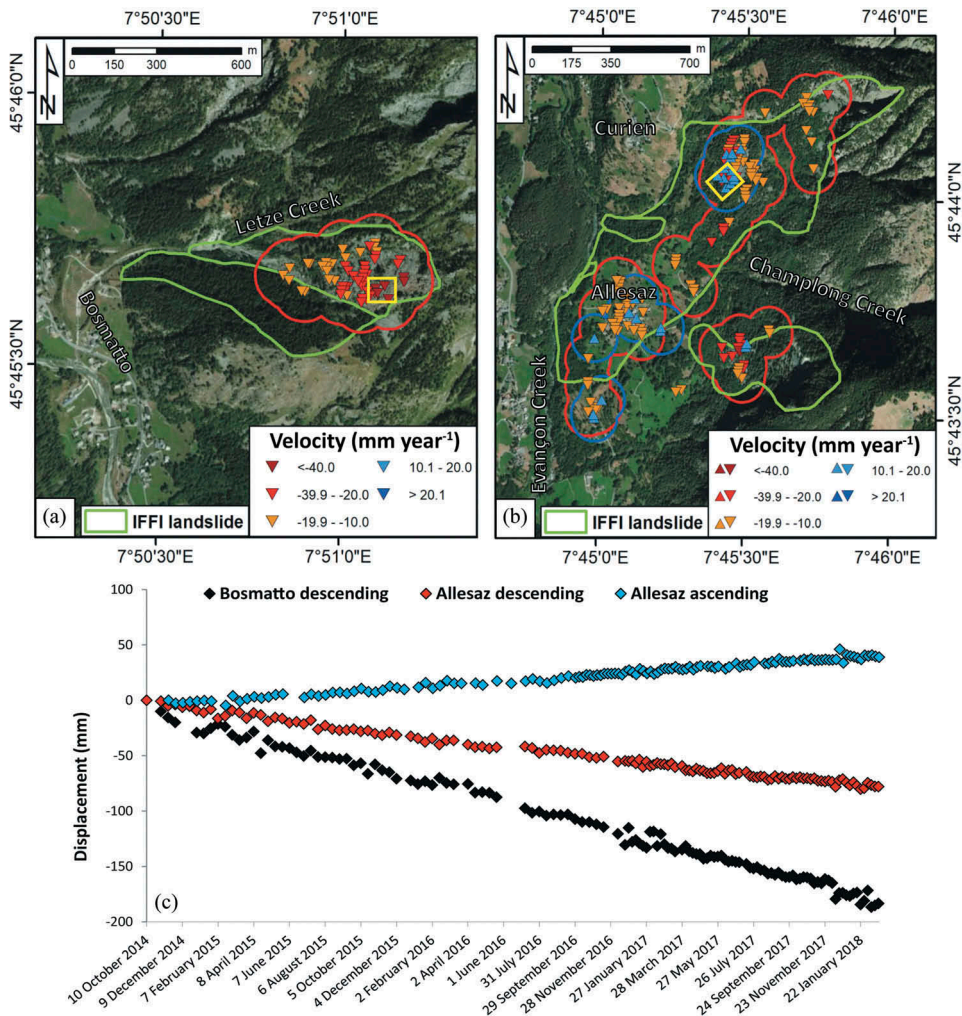 7°50'30"E 7°51'0"E
7°45'0"E 7°45'30"E 7°46'0"E
45°46'0"N
45°45'30"N
N
0 150 300 600 m
Letze Creek
Bosmatto
Velocity (mm year-1)
<-40.0 10.1 - 20.0
-39.9 - -20.0 > 20.1
-19.9 - -10.0
IFFI landslide
(a)
7°50'30"E 7°51'0"E
N
0 175 350 700 m
Curien
Allesaz
Champlong Creek
Evançon Creek
45°44'0"N
45°43'30"N
Velocity (mm year-1)
<-40.0 10.1 - 20.0
-39.9 - -20.0 > 20.1
-19.9 - -10.0
IFFI landslide
(b)
7°45'0"E 7°45'30"E 7°46'0"E
Bosmatto descending Allesaz descending Allesaz ascending
Displacement (mm)
100
50
0
-50
-100
-150
-200
(c)
10 October 2014
9 December 2014
7 February 2015
8 April 2015
7 June 2015
6 August 2015
5 October 2015
4 December 2015
2 February 2016
2 April 2016
1 June 2016
31 July 2016
29 September 2016
28 November 2016
27 January 2017
28 March 2017
27 May 2017
26 July 2017
24 September 2017
23 November 2017
22 January 2018